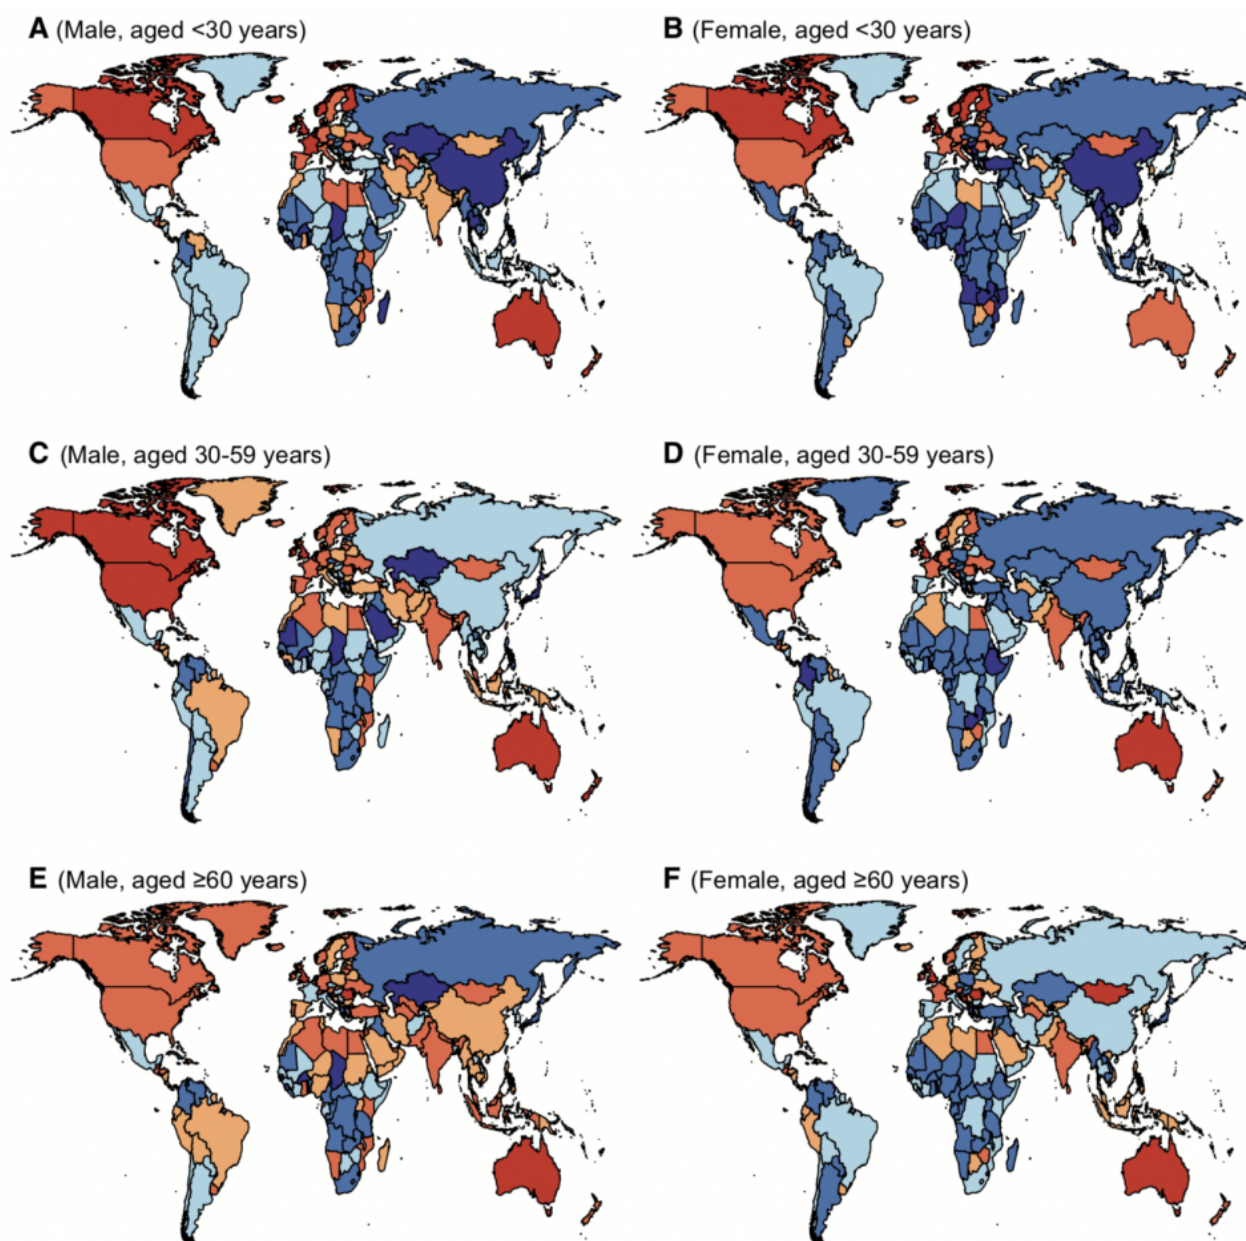 A (Male, aged <30 years)
B (Female, aged <30 years)
C (Male, aged 30-59 years)
D (Female, aged 30-59 years)
E (Male, aged ≥60 years)
F (Female, aged ≥60 years)